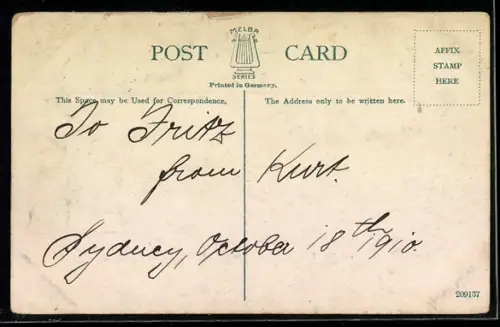 MELBA
SERIES
POST CARD
Printed in Germany.
AFFIX
STAMP
HERE
This Space may be Used for Correspondence.
The Address only to be written here.
To Fritz
from Kurt.
Sydney, October 18th 1910.
209137